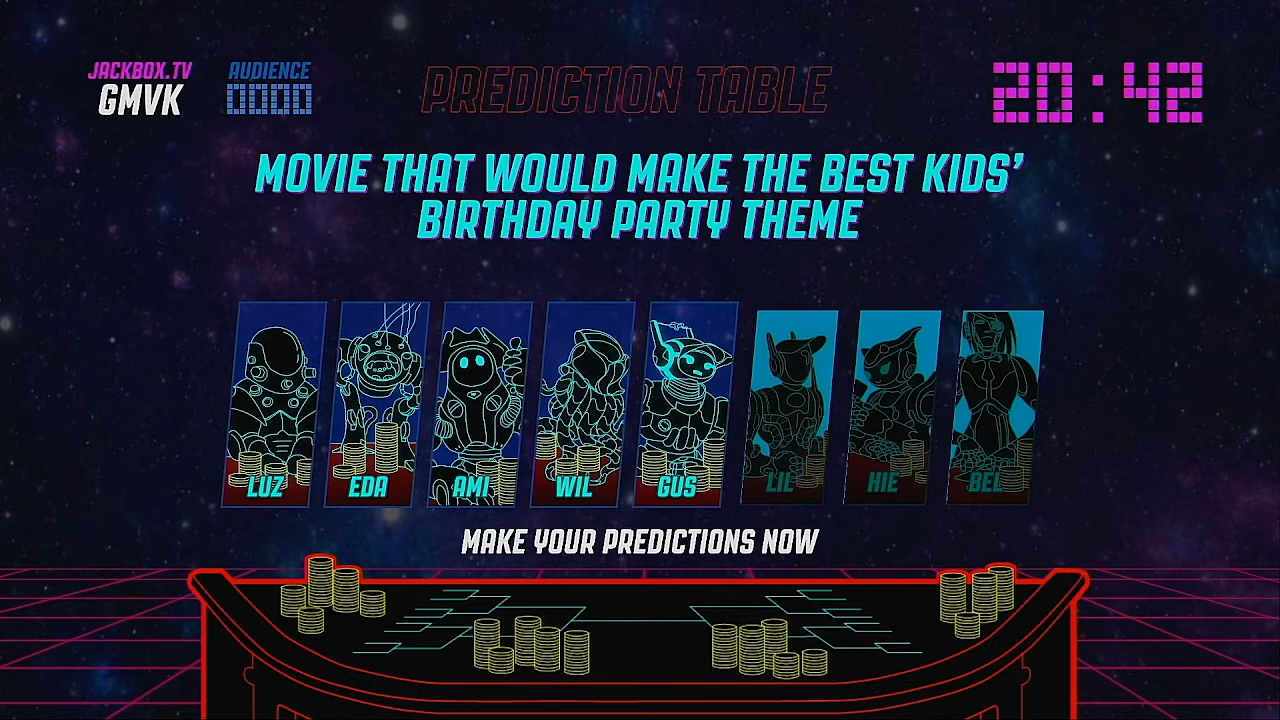 JACKBOX.TV
GMVK
AUDIENCE
0000
PREDICTION TABLE
20:42
MOVIE THAT WOULD MAKE THE BEST KIDS'
BIRTHDAY PARTY THEME
LUZ
EDA
AMI
WIL
GUS
LIL
HIE
BEL
MAKE YOUR PREDICTIONS NOW